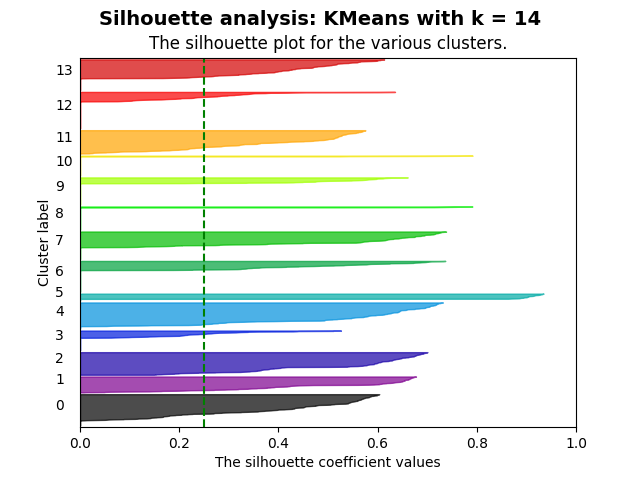 Silhouette analysis: KMeans with k = 14
The silhouette plot for the various clusters.
13
12
11
10
9
8
7
6
5
4
3
2
1
0
Cluster label
0.0 0.2 0.4 0.6 0.8 1.0
The silhouette coefficient values